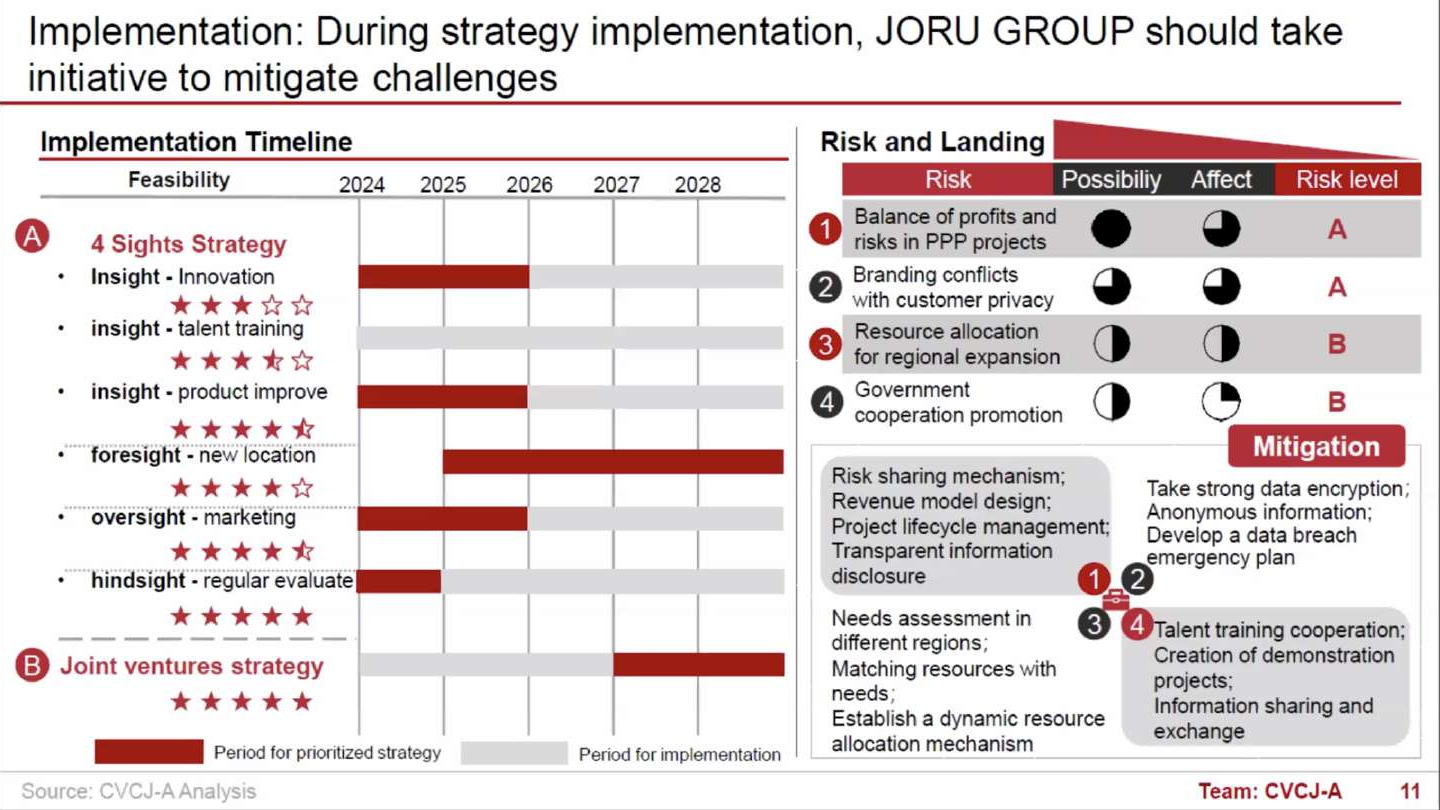 Implementation: During strategy implementation, JORU GROUP should take
initiative to mitigate challenges
Implementation Timeline
Feasibility
2024 2025 2026 2027 2028
A
4 Sights Strategy
• Insight - Innovation
• insight - talent training
• insight - product improve
• foresight - new location
• oversight - marketing
• hindsight - regular evaluate
B Joint ventures strategy
Period for prioritized strategy
Period for implementation
Risk and Landing
Risk Possibiliy Affect Risk level
1 Balance of profits and
risks in PPP projects
A
2 Branding conflicts
with customer privacy
A
3 Resource allocation
for regional expansion
B
4 Government
cooperation promotion
B
Mitigation
Risk sharing mechanism;
Revenue model design;
Project lifecycle management;
Transparent information
disclosure
1
Take strong data encryption;
Anonymous information;
Develop a data breach
emergency plan
2
Needs assessment in
different regions;
Matching resources with
needs;
Establish a dynamic resource
allocation mechanism
3
4
Talent training cooperation;
Creation of demonstration
projects;
Information sharing and
exchange
Source: CVCJ-A Analysis
Team: CVCJ-A
11